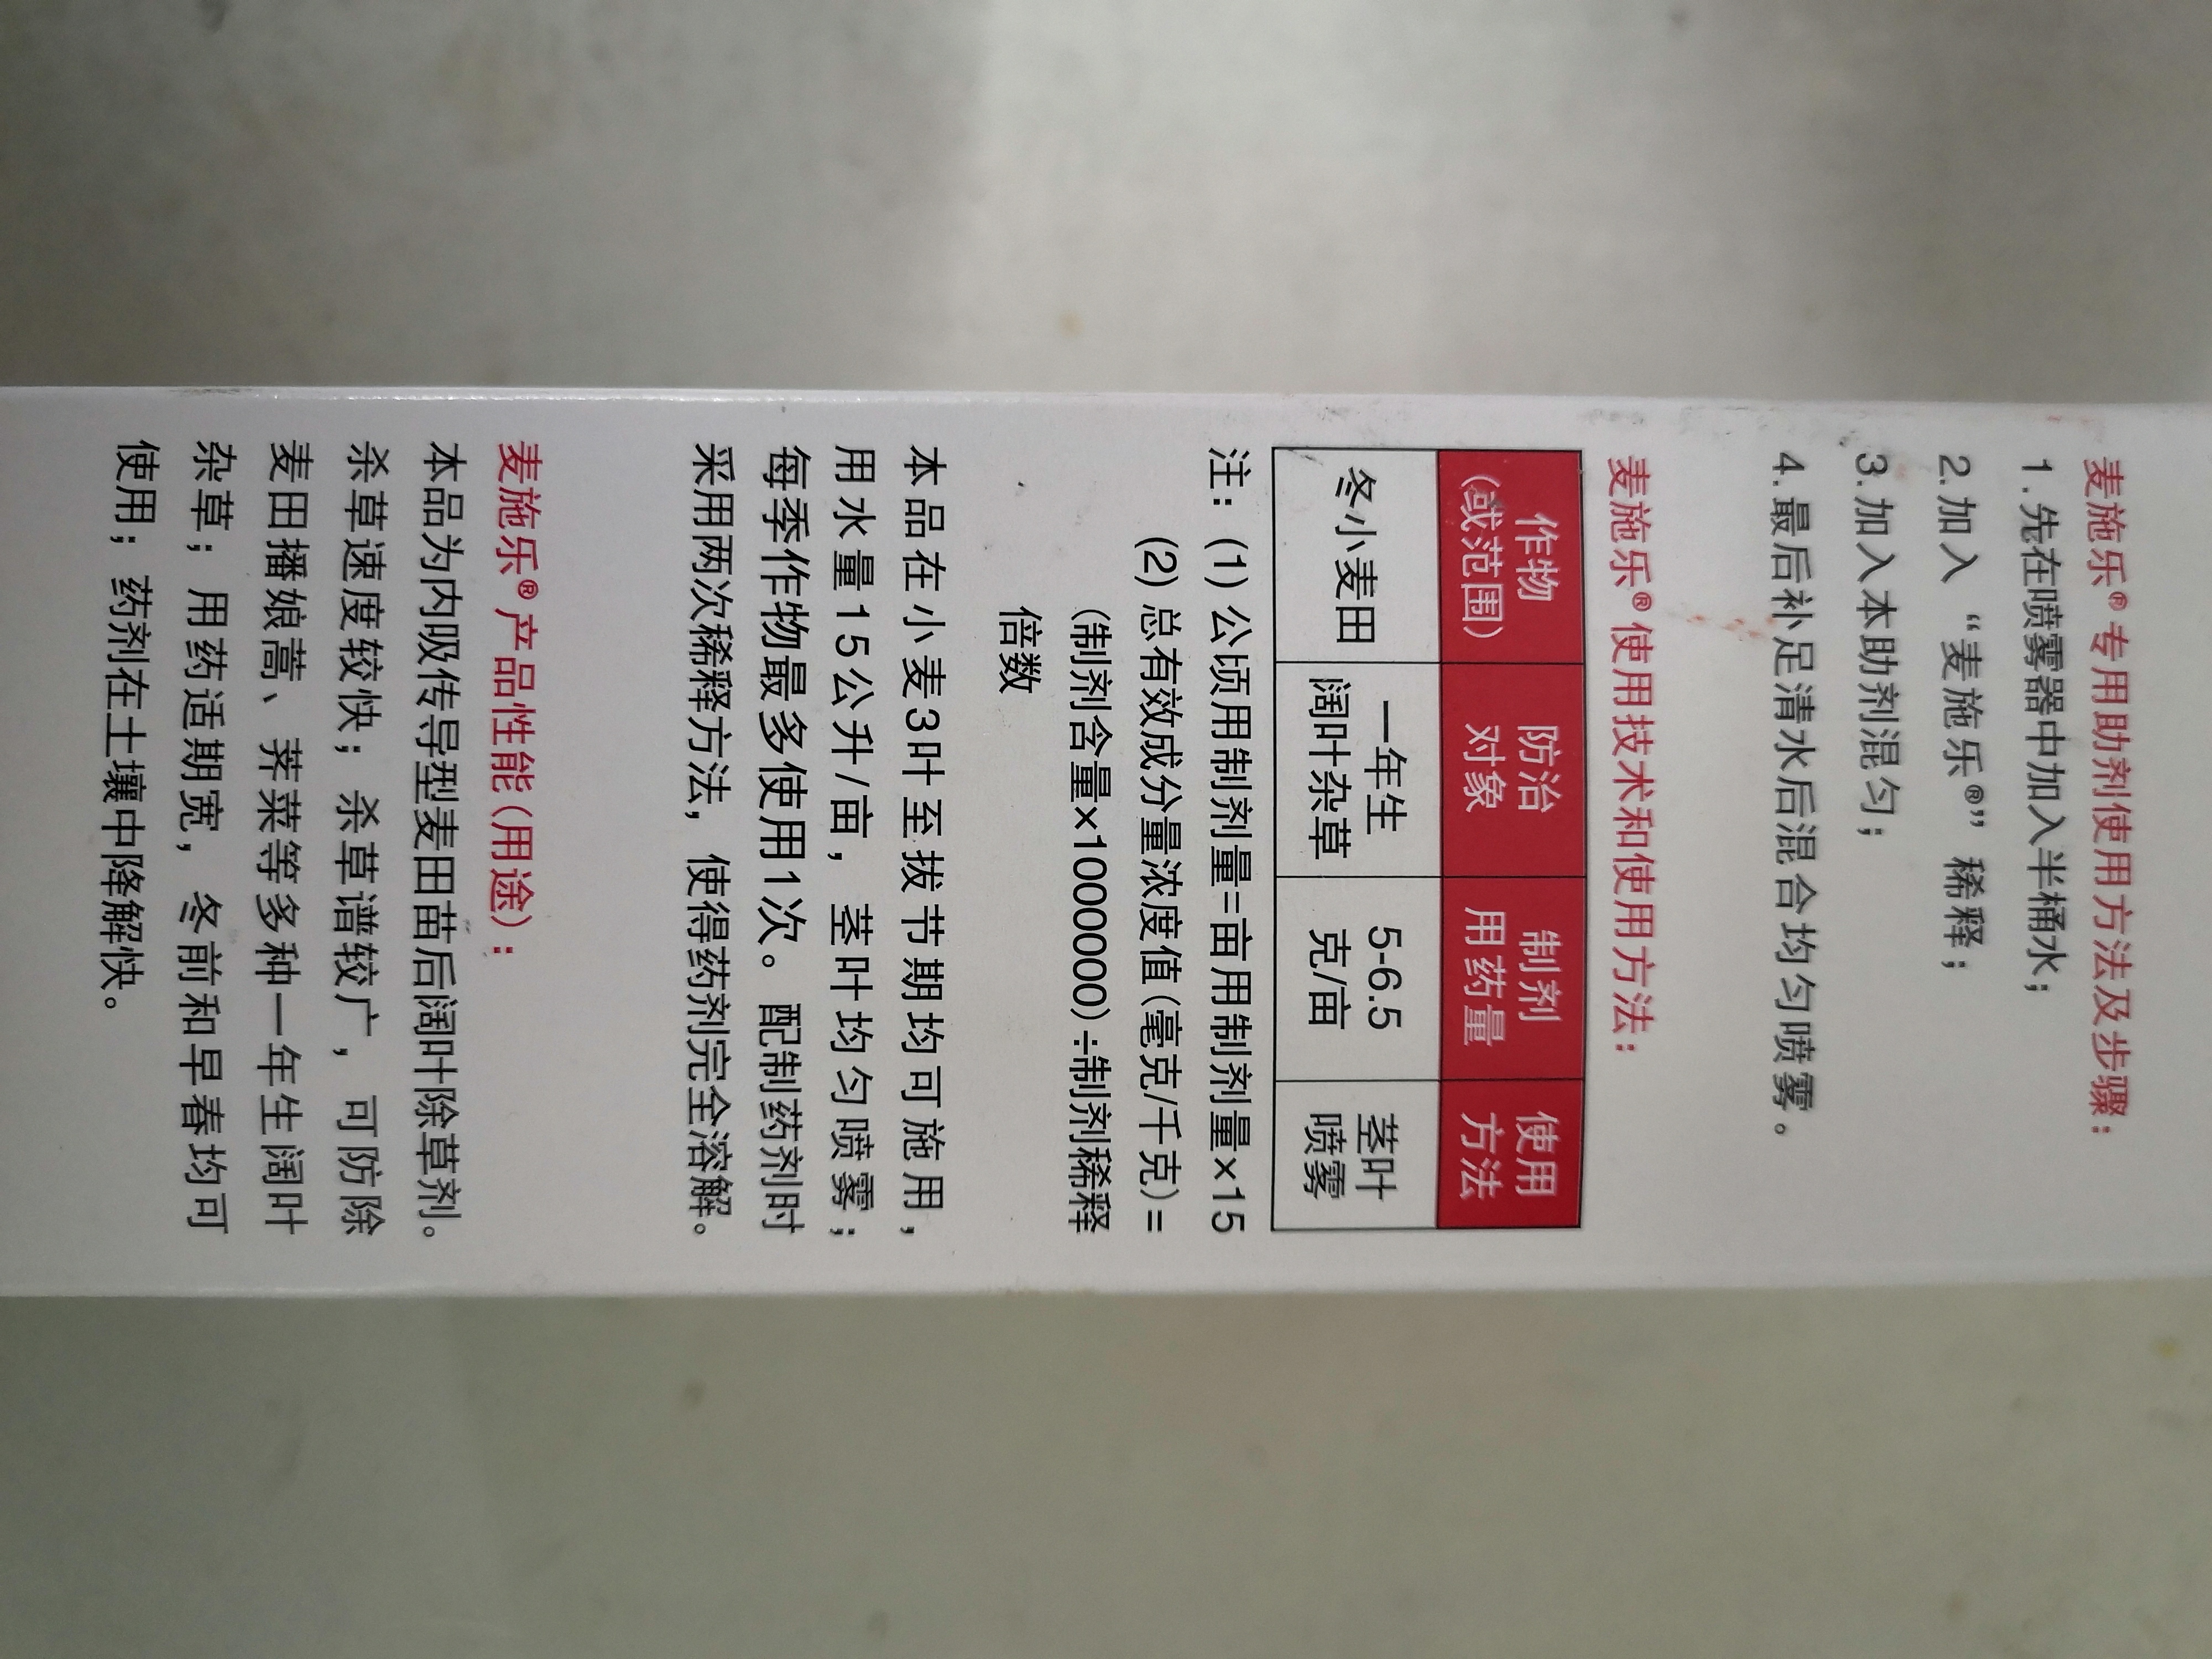 麦施乐®专用助剂使用方法及步骤：
1.先在喷雾器中加入半桶水；
2.加入“麦施乐®”稀释；
3.加入本助剂混匀；
4.最后补足清水后混合均匀喷雾。
麦施乐®使用技术和使用方法：
作物（或范围） 防治对象 制剂用药量 使用方法
冬小麦田 一年生阔叶杂草 5-6.5克/亩 茎叶喷雾
注：（1）公顷用制剂量=亩用制剂量×15
（2）总有效成分量浓度值（毫克/千克）=
（制剂含量×1000000）÷制剂稀释
倍数
本品在小麦3叶至拔节期均可施用，
用水量15公升/亩，茎叶均匀喷雾；
每季作物最多使用1次。配制药剂时
采用两次稀释方法，使得药剂完全溶解。
麦施乐®产品性能（用途）：
本品为内吸传导型麦田苗后阔叶除草剂。
杀草速度较快；杀草谱较广，可防除
麦田播娘蒿、荠菜等多种一年生阔叶
杂草；用药适期宽，冬前和早春均可
使用；药剂在土壤中降解快。